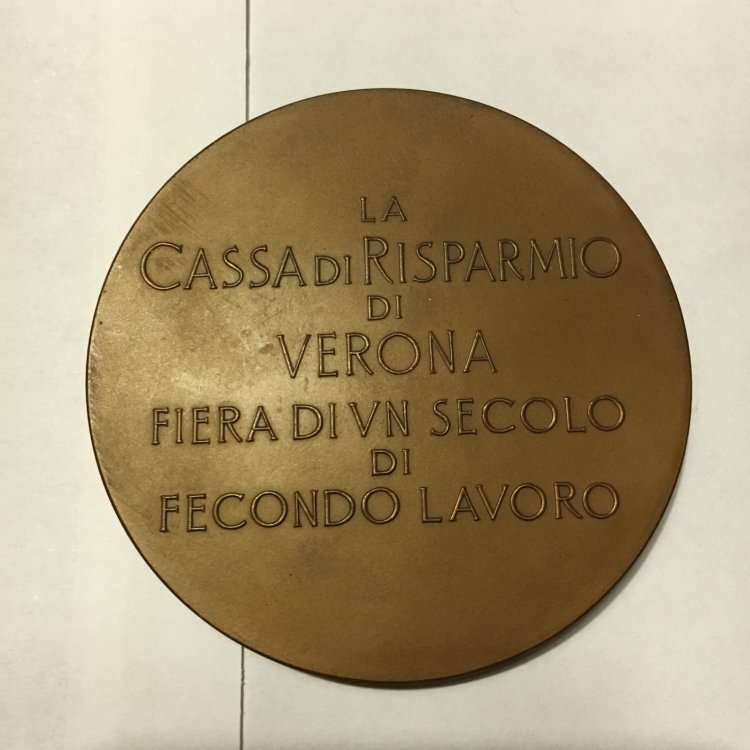 LA
CASSA DI RISPARMIO
DI
VERONA
FIERA DI VN SECOLO
DI
FECONDO LAVORO